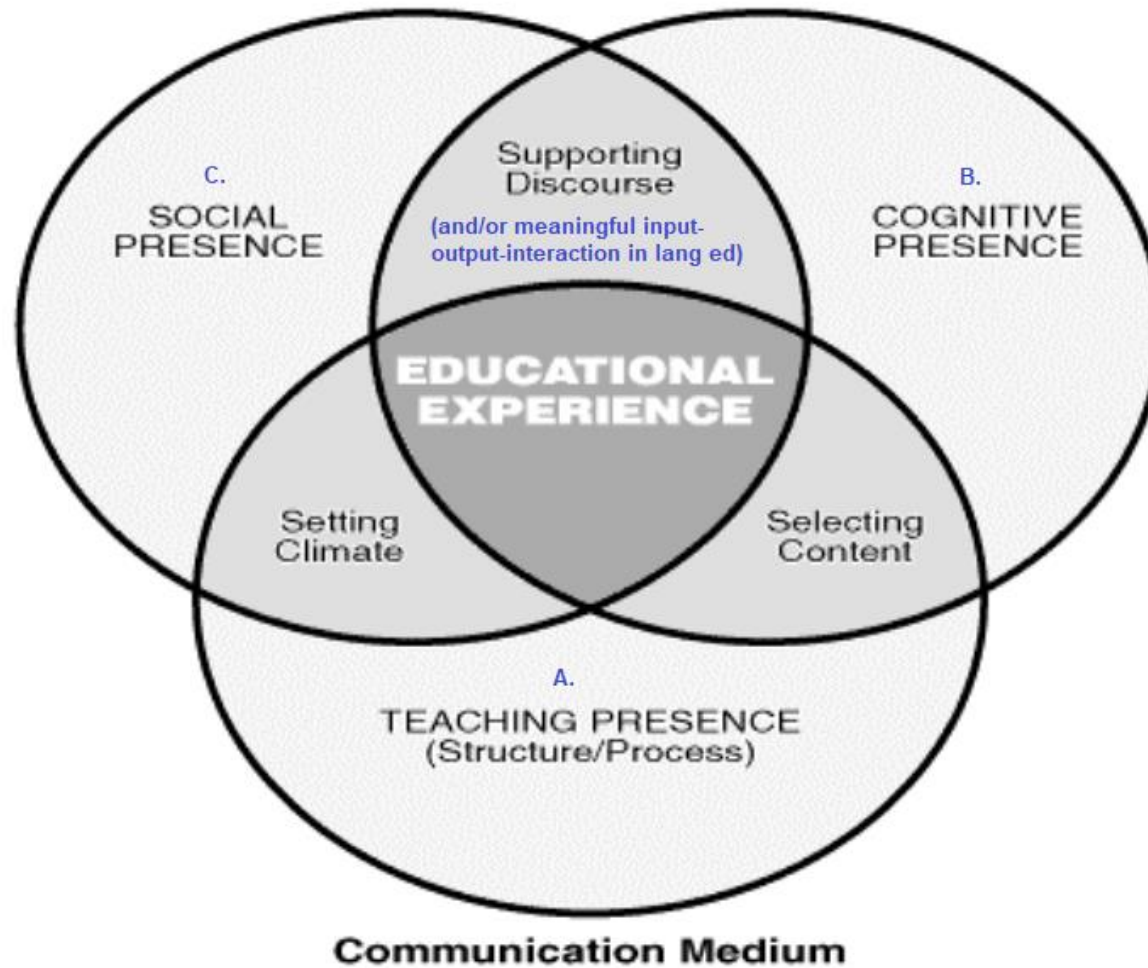 C.
SOCIAL
PRESENCE
Supporting
Discourse
(and/or meaningful input-
output-interaction in lang ed)
B.
COGNITIVE
PRESENCE
EDUCATIONAL
EXPERIENCE
Setting
Climate
Selecting
Content
A.
TEACHING PRESENCE
(Structure/Process)
Communication Medium